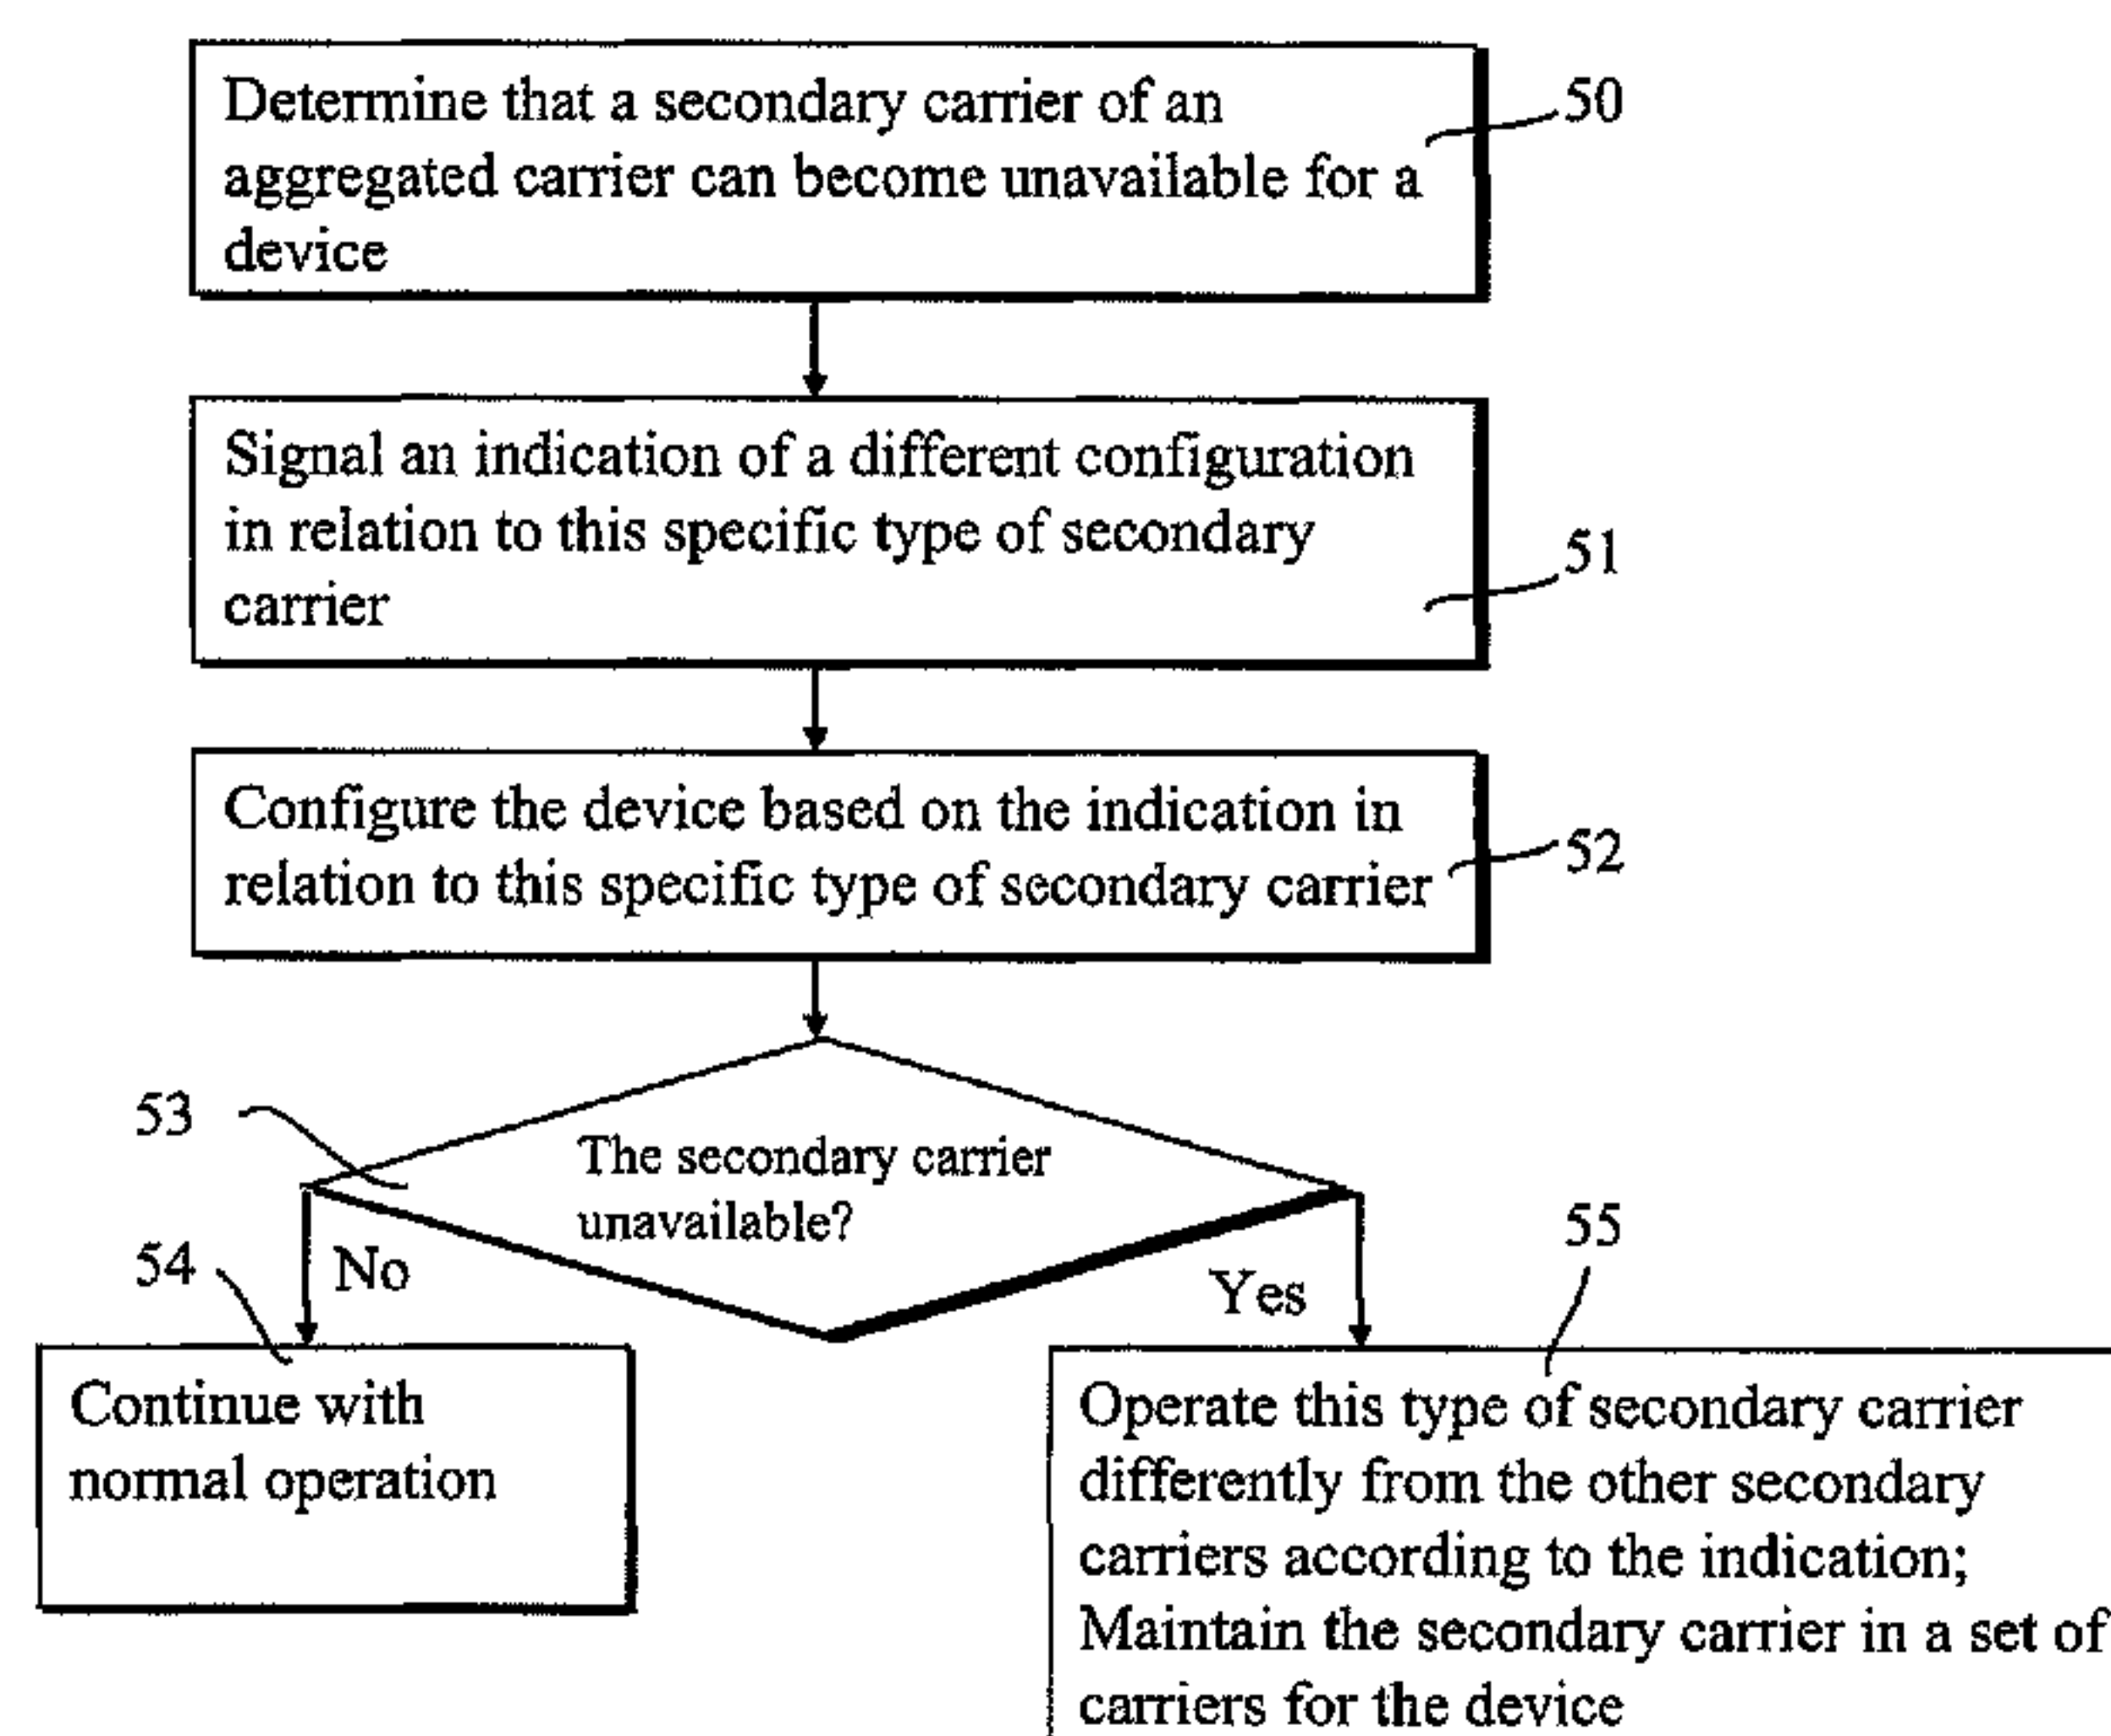 Determine that a secondary carrier of an
aggregated carrier can become unavailable for a
device
50
Signal an indication of a different configuration
in relation to this specific type of secondary
carrier
51
Configure the device based on the indication in
relation to this specific type of secondary carrier
52
53
The secondary carrier
unavailable?
54
No
Yes
55
Continue with
normal operation
Operate this type of secondary carrier
differently from the other secondary
carriers according to the indication;
Maintain the secondary carrier in a set of
carriers for the device